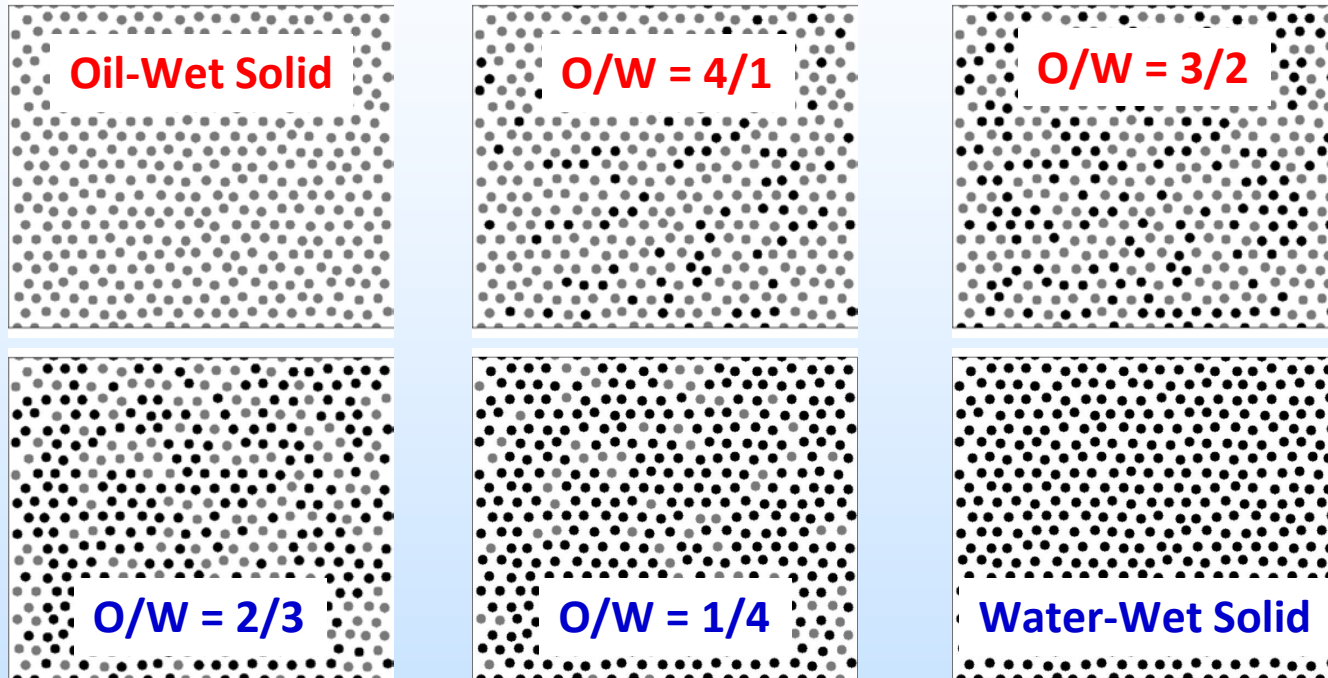 Oil-Wet Solid
O/W = 4/1
O/W = 3/2
O/W = 2/3
O/W = 1/4
Water-Wet Solid